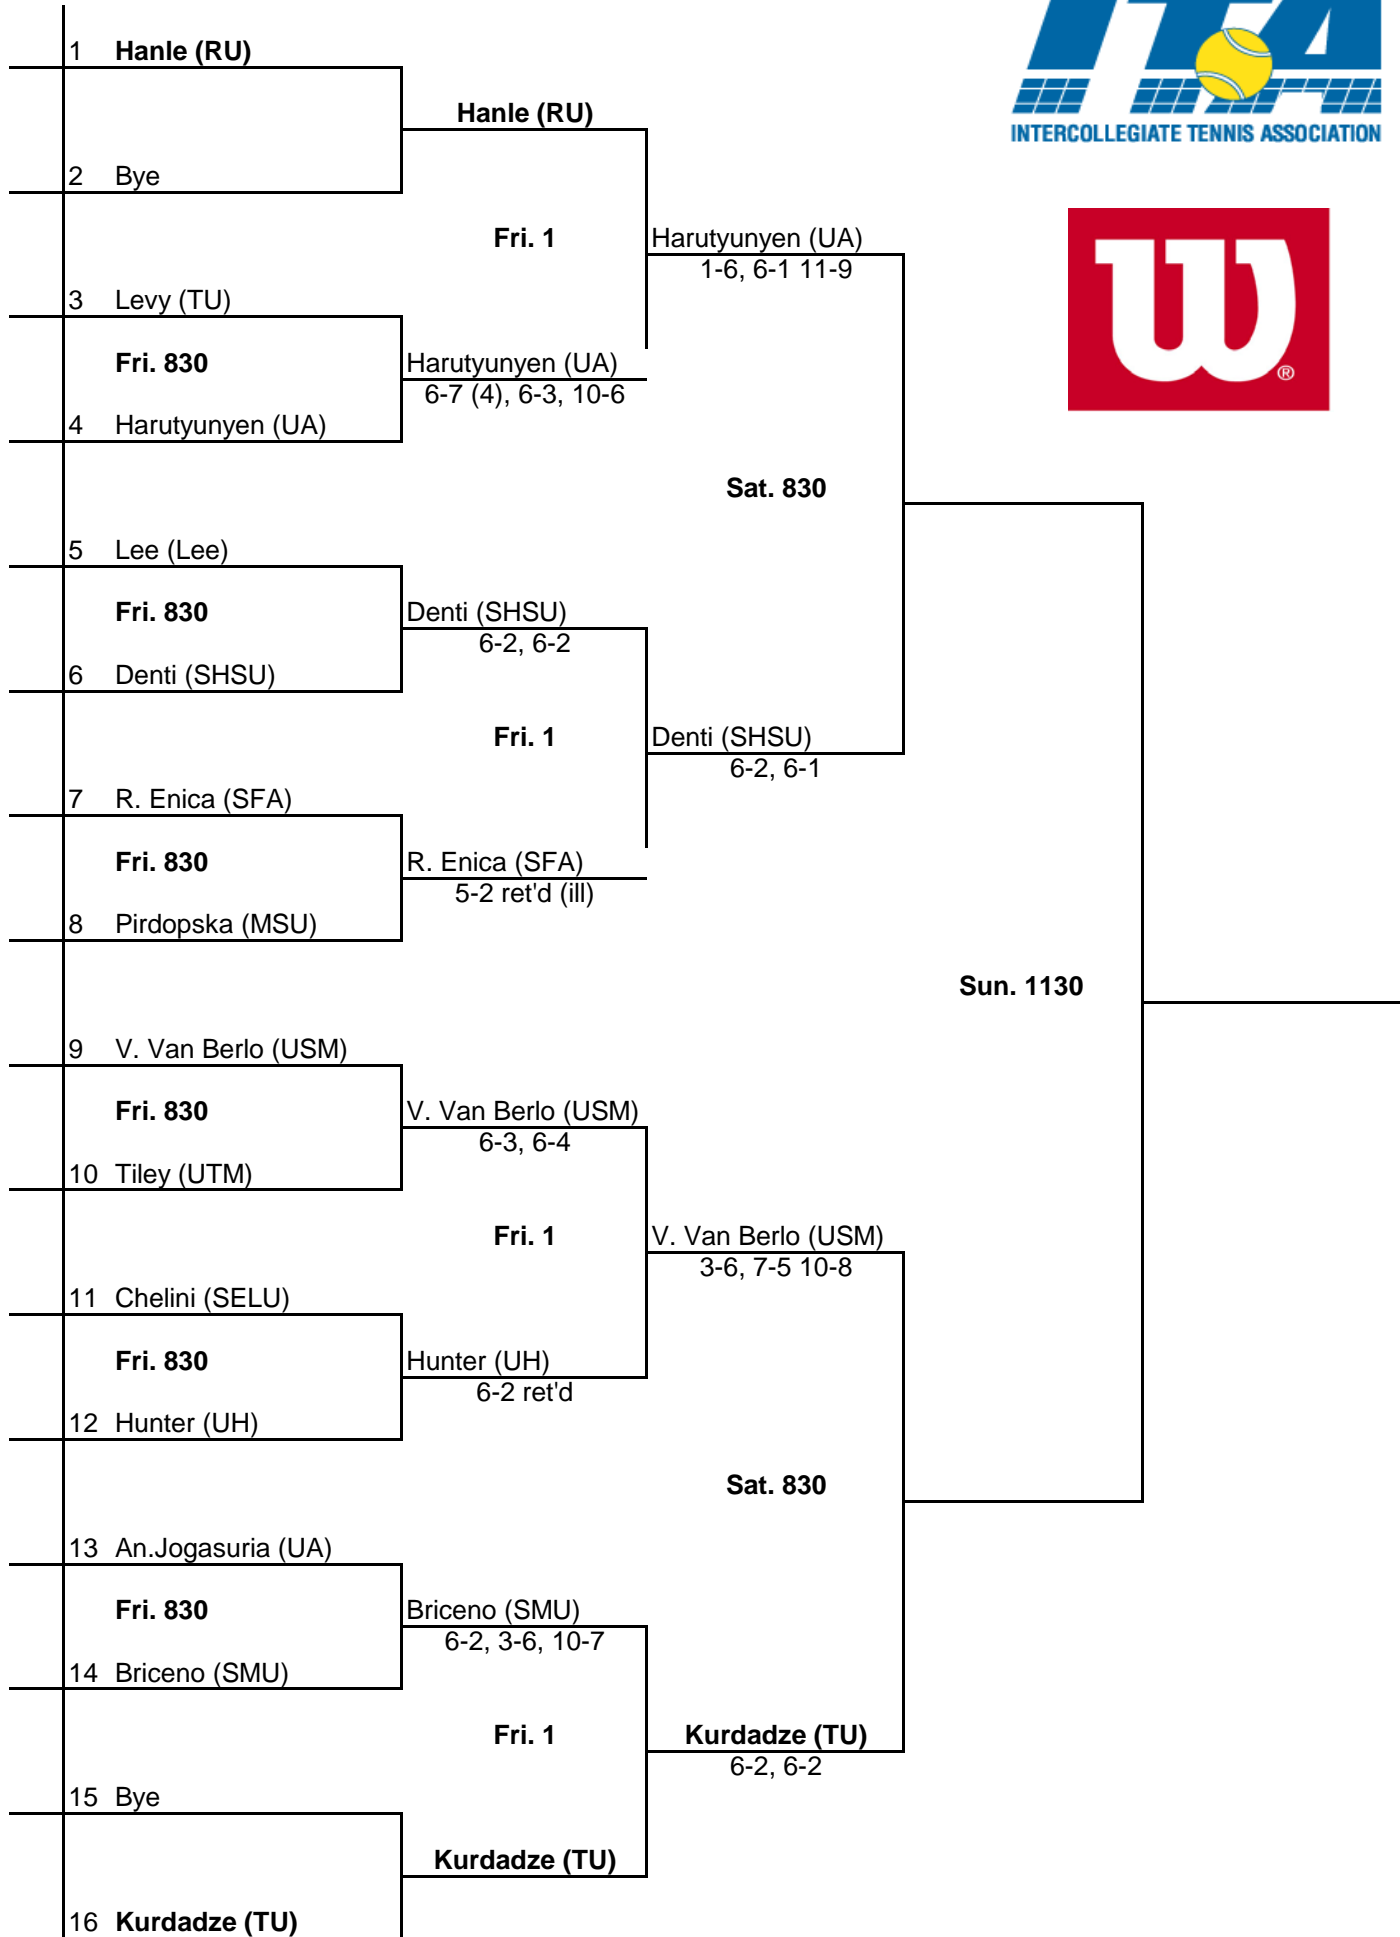 INTERCOLLEGIATE TENNIS ASSOCIATION
ITA
W
®
1 Hanle (RU)
Hanle (RU)
2 Bye
Fri. 1
Harutyunyen (UA)
1-6, 6-1 11-9
3 Levy (TU)
Fri. 830
Harutyunyen (UA)
6-7 (4), 6-3, 10-6
4 Harutyunyen (UA)
Sat. 830
5 Lee (Lee)
Fri. 830
Denti (SHSU)
6-2, 6-2
6 Denti (SHSU)
Fri. 1
Denti (SHSU)
6-2, 6-1
7 R. Enica (SFA)
Fri. 830
R. Enica (SFA)
5-2 ret'd (ill)
8 Pirdopska (MSU)
Sun. 1130
9 V. Van Berlo (USM)
Fri. 830
V. Van Berlo (USM)
6-3, 6-4
10 Tiley (UTM)
Fri. 1
V. Van Berlo (USM)
3-6, 7-5 10-8
11 Chelini (SELU)
Fri. 830
Hunter (UH)
6-2 ret'd
12 Hunter (UH)
Sat. 830
13 An.Jogasuria (UA)
Fri. 830
Briceno (SMU)
6-2, 3-6, 10-7
14 Briceno (SMU)
Fri. 1
Kurdadze (TU)
6-2, 6-2
15 Bye
Kurdadze (TU)
16 Kurdadze (TU)